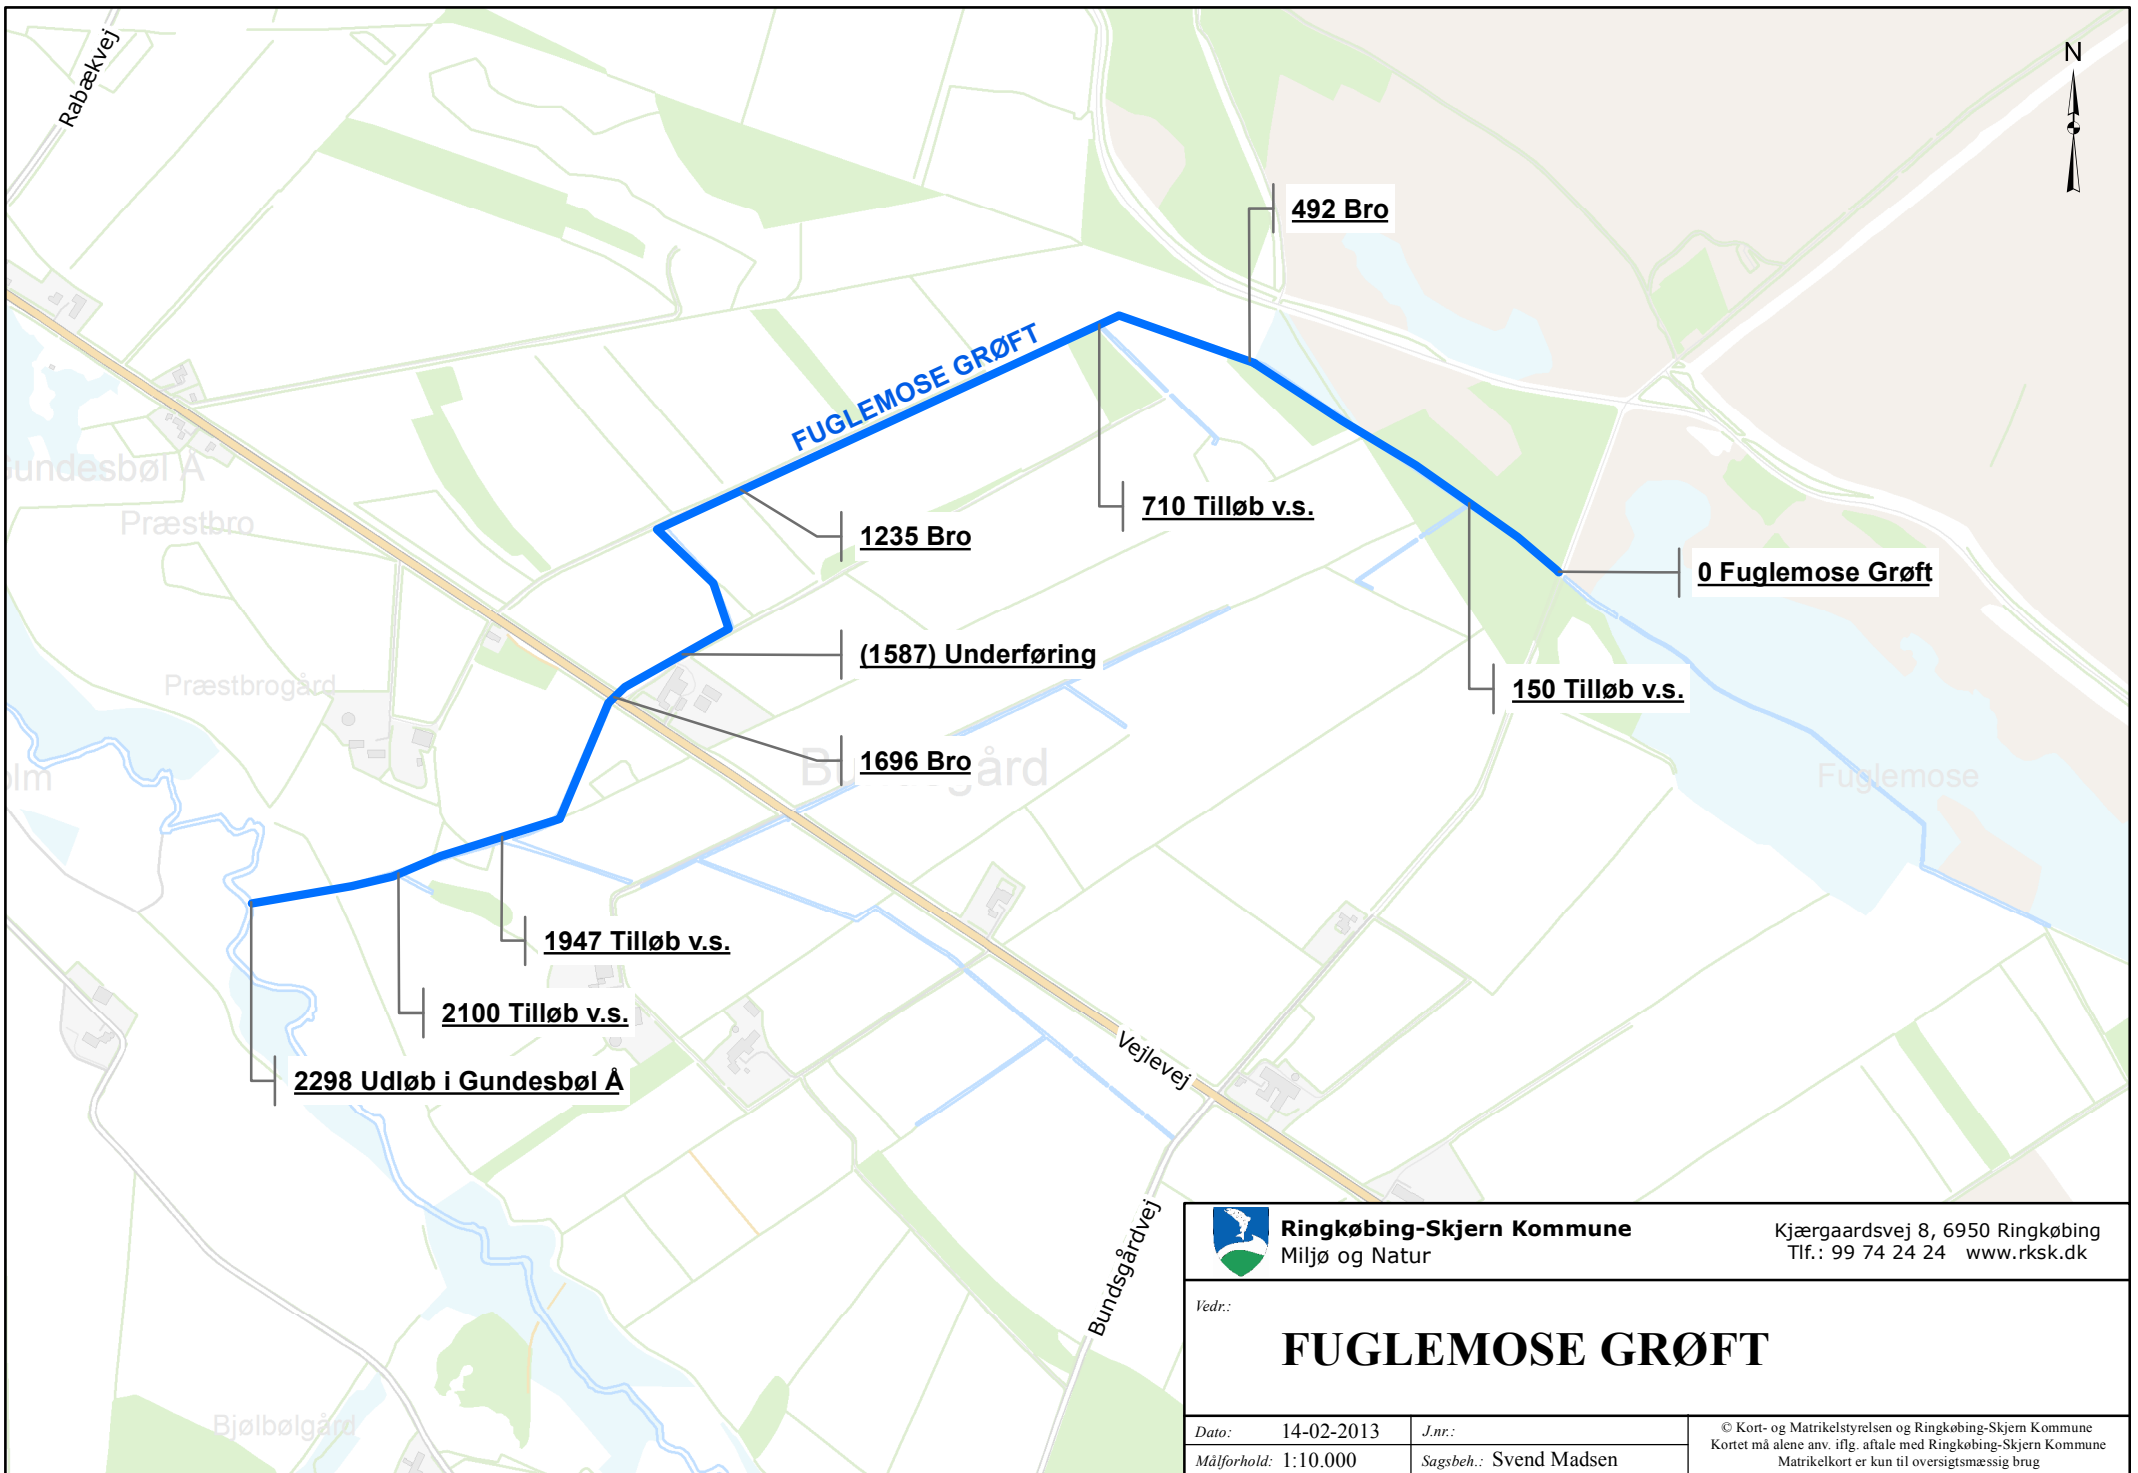 Rabækvej
N
492 Bro
FUGLEMOSE GRØFT
Gundesbøl Å
Præstbro
1235 Bro
710 Tilløb v.s.
0 Fuglemose Grøft
(1587) Underføring
Præstbrogård
150 Tilløb v.s.
1696 Bro
Fuglemose
1947 Tilløb v.s.
2100 Tilløb v.s.
Vejlevej
2298 Udløb i Gundesbøl Å
Bundsgårdvej
Bjølbølgård
Ringkøbing-Skjern Kommune
Miljø og Natur
Kjærgaardsvej 8, 6950 Ringkøbing
Tlf.: 99 74 24 24 www.rksk.dk
Vedr.:
FUGLEMOSE GRØFT
Dato: 14-02-2013
J.nr.:
Målforhold: 1:10.000
Sagsbeh.: Svend Madsen
© Kort- og Matrikelstyrelsen og Ringkøbing-Skjern Kommune
Kortet må alene anv. iflg. aftale med Ringkøbing-Skjern Kommune
Matrikelkort er kun til oversigtsmæssig brug